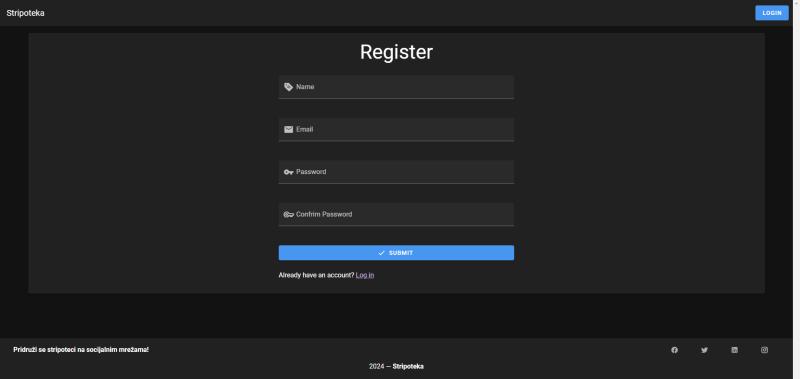 Stripoteka
LOGIN
Register
Name
Email
Password
Confrim Password
SUBMIT
Already have an account? Log in
Pridruži se stripoteci na socijalnim mrežama!
2024 — Stripoteka